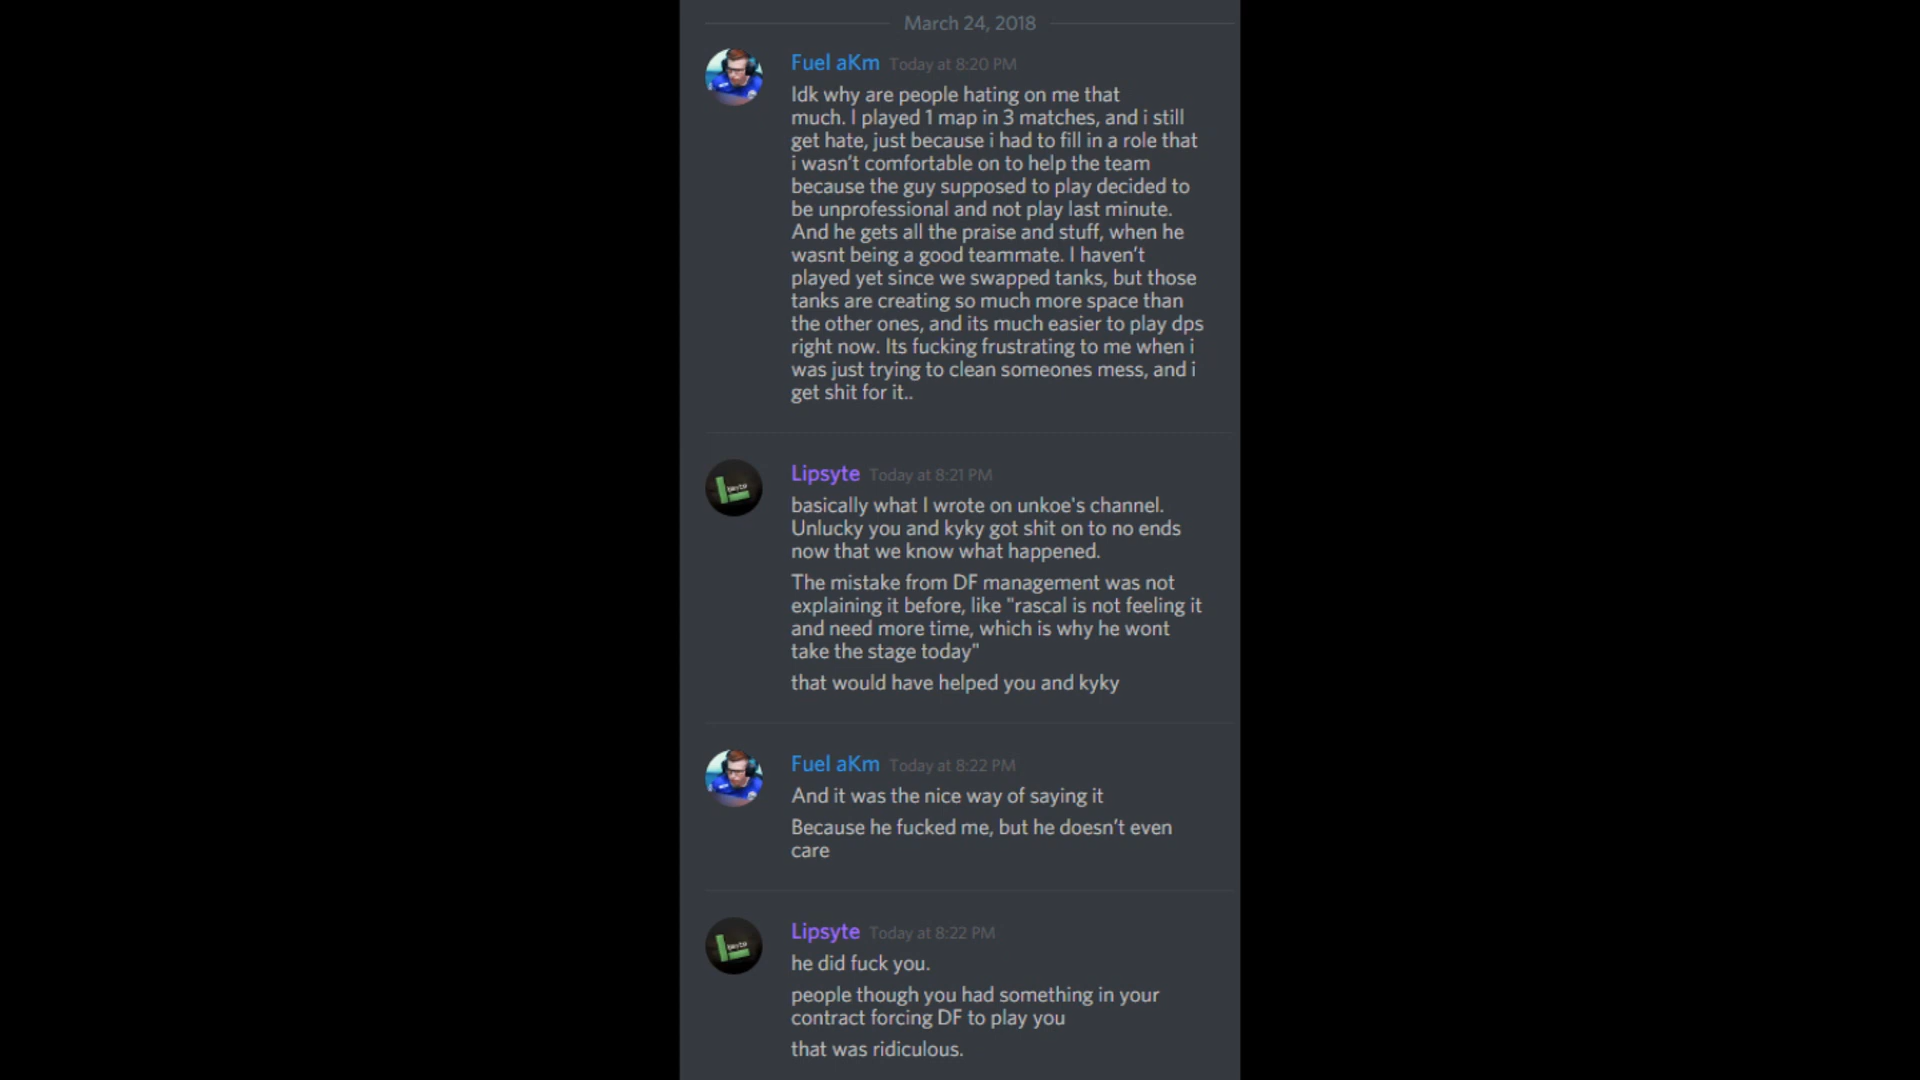 March 24, 2018
Fuel aKm Today at 8:20 PM
Idk why are people hating on me that
much. I played 1 map in 3 matches, and i still
get hate, just because i had to fill in a role that
i wasn't comfortable on to help the team
because the guy supposed to play decided to
be unprofessional and not play last minute.
And he gets all the praise and stuff, when he
wasnt being a good teammate. I haven't
played yet since we swapped tanks, but those
tanks are creating so much more space than
the other ones, and its much easier to play dps
right now. Its fucking frustrating to me when i
was just trying to clean someones mess, and i
get shit for it..
Lipsyte Today at 8:21 PM
basically what I wrote on unkoe's channel.
Unlucky you and kyky got shit on to no ends
now that we know what happened.
The mistake from DF management was not
explaining it before, like "rascal is not feeling it
and need more time, which is why he wont
take the stage today"
that would have helped you and kyky
Fuel aKm Today at 8:22 PM
And it was the nice way of saying it
Because he fucked me, but he doesn't even
care
Lipsyte Today at 8:22 PM
he did fuck you.
people though you had something in your
contract forcing DF to play you
that was ridiculous.